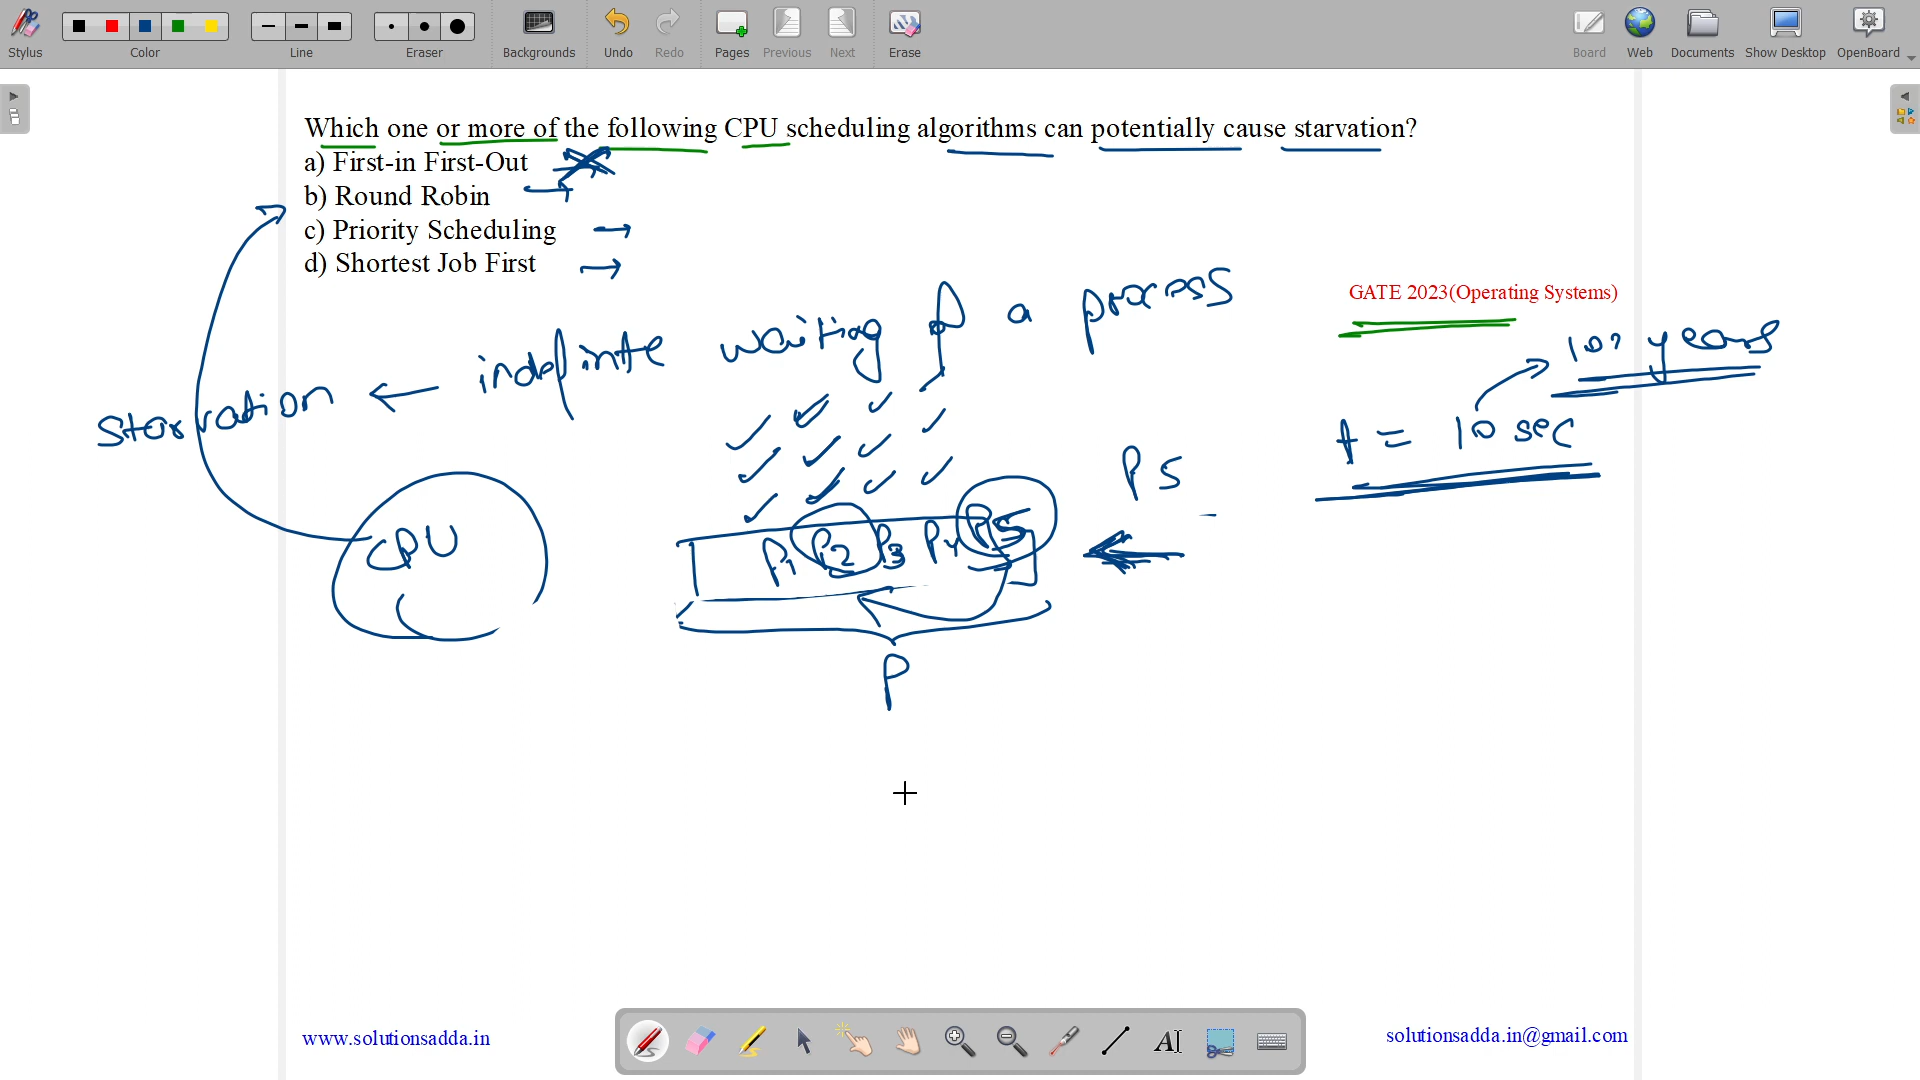 Stylus Color Line Eraser Backgrounds Undo Redo Pages Previous Next Erase Board Web Documents Show Desktop OpenBoard
Which one or more of the following CPU scheduling algorithms can potentially cause starvation?
a) First-in First-Out
b) Round Robin
c) Priority Scheduling
d) Shortest Job First
GATE 2023(Operating Systems)
starvation ← indefinite waiting of a process
years
t = 10 sec
P5
CPU
P1 P2 P3 P4 P5
P
www.solutionsadda.in
solutionsadda.in@gmail.com